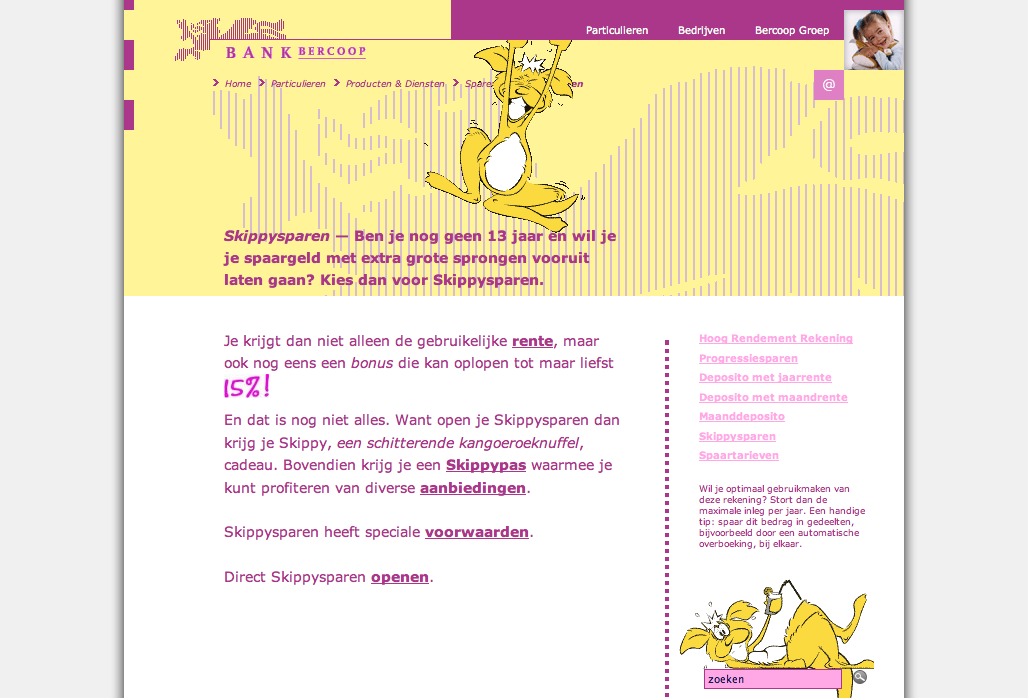 Particulieren Bedrijven Bercoop Groep
BANK BERCOOP
@
Home Particulieren Producten & Diensten
Skippysparen — Ben je nog geen 13 jaar en wil je
je spaargeld met extra grote sprongen vooruit
laten gaan? Kies dan voor Skippysparen.
Je krijgt dan niet alleen de gebruikelijke rente, maar
ook nog eens een bonus die kan oplopen tot maar liefst
15%!
En dat is nog niet alles. Want open je Skippysparen dan
krijg je Skippy, een schitterende kangoeroeknuffel,
cadeau. Bovendien krijg je een Skippypas waarmee je
kunt profiteren van diverse aanbiedingen.
Skippysparen heeft speciale voorwaarden.
Direct Skippysparen openen.
Hoog Rendement Rekening
Progressiesparen
Deposito met jaarrente
Deposito met maandrente
Maanddeposito
Skippysparen
Spaartarieven
Wil je optimaal gebruikmaken van
deze rekening? Stort dan de
maximale inleg per jaar. Een handige
tip: spaar dit bedrag in gedeelten,
bijvoorbeeld door een automatische
overboeking, bij elkaar.
zoeken